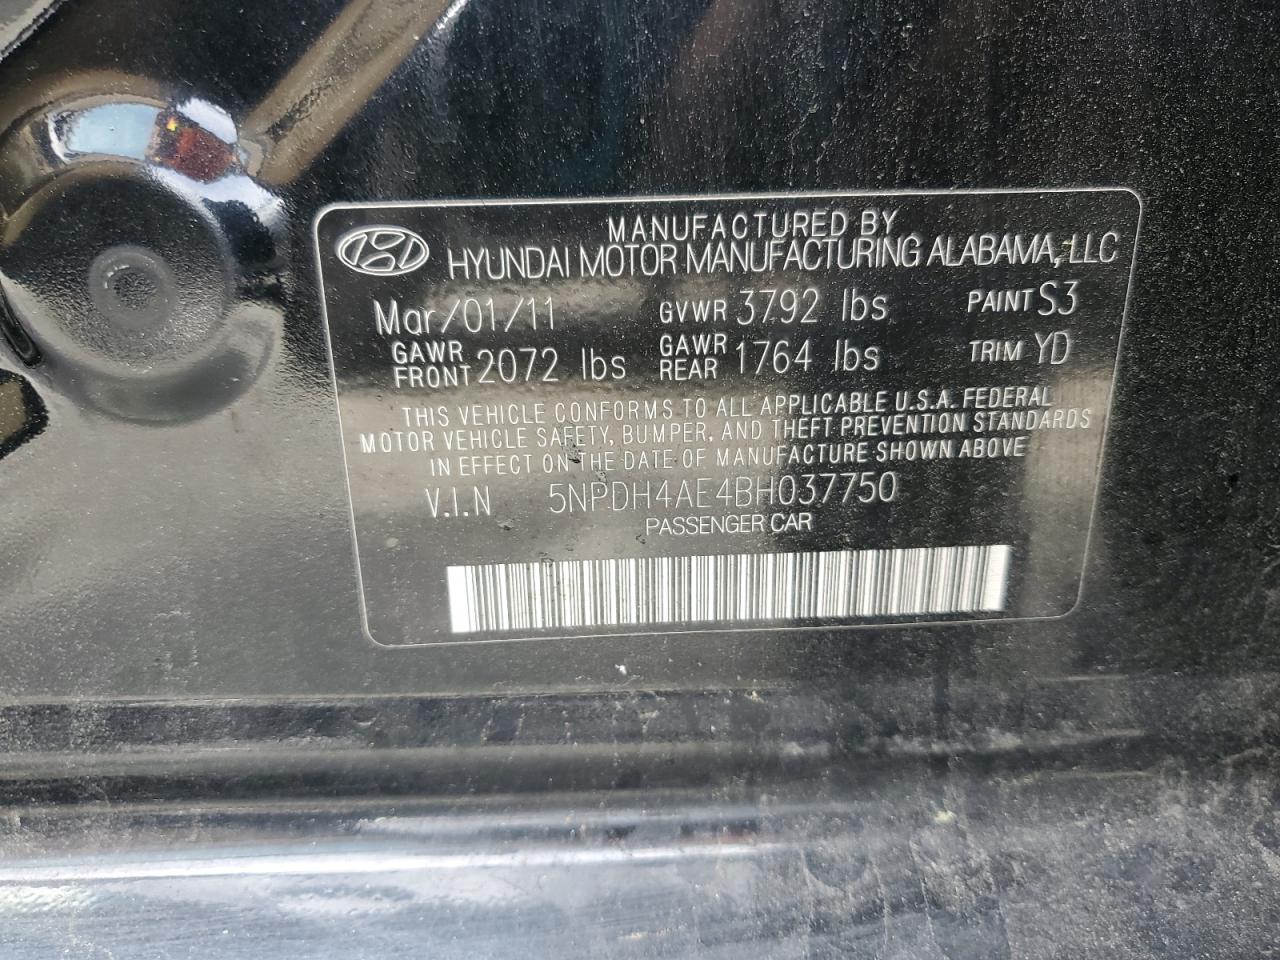 MANUFACTURED BY
HYUNDAI MOTOR MANUFACTURING ALABAMA, LLC
Mar/01/11 GVWR 3792 lbs PAINT S3
GAWR FRONT 2072 lbs GAWR REAR 1764 lbs TRIM YD
THIS VEHICLE CONFORMS TO ALL APPLICABLE U.S.A. FEDERAL
MOTOR VEHICLE SAFETY, BUMPER, AND THEFT PREVENTION STANDARDS
IN EFFECT ON THE DATE OF MANUFACTURE SHOWN ABOVE
V.I.N 5NPDH4AE4BH037750
PASSENGER CAR